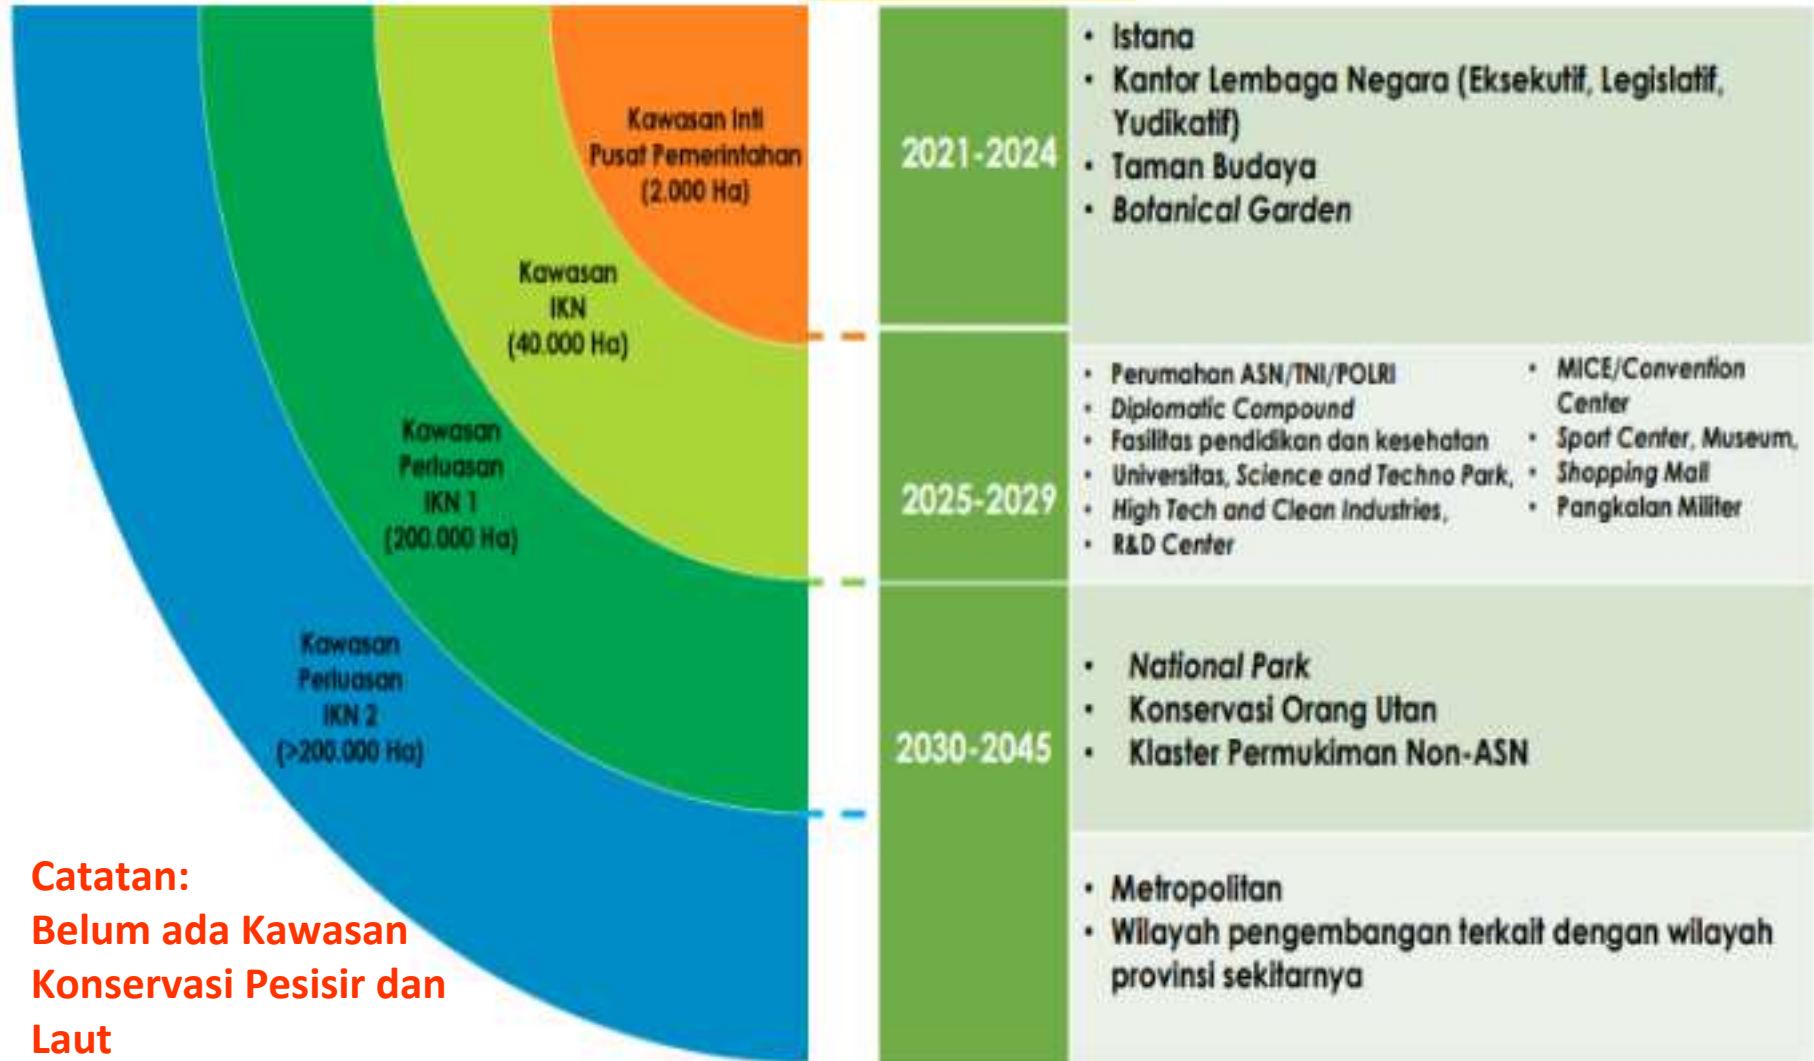 Kawasan Inti
Pusat Pemerintahan
(2.000 Ha)
Kawasan
IKN
(40.000 Ha)
Kawasan
Perluasan
IKN 1
(200.000 Ha)
Kawasan
Perluasan
IKN 2
(>200.000 Ha)
Catatan:
Belum ada Kawasan
Konservasi Pesisir dan
Laut
2021-2024
• Istana
• Kantor Lembaga Negara (Eksekutif, Legislatif,
Yudikatif)
• Taman Budaya
• Botanical Garden
2025-2029
• Perumahan ASN/TNI/POLRI
• Diplomatic Compound
• Fasilitas pendidikan dan kesehatan
• Universitas, Science and Techno Park,
• High Tech and Clean Industries,
• R&D Center
• MICE/Convention
Center
• Sport Center, Museum,
• Shopping Mall
• Pangkalan Militer
2030-2045
• National Park
• Konservasi Orang Utan
• Klaster Permukiman Non-ASN
• Metropolitan
• Wilayah pengembangan terkait dengan wilayah
provinsi sekitarnya